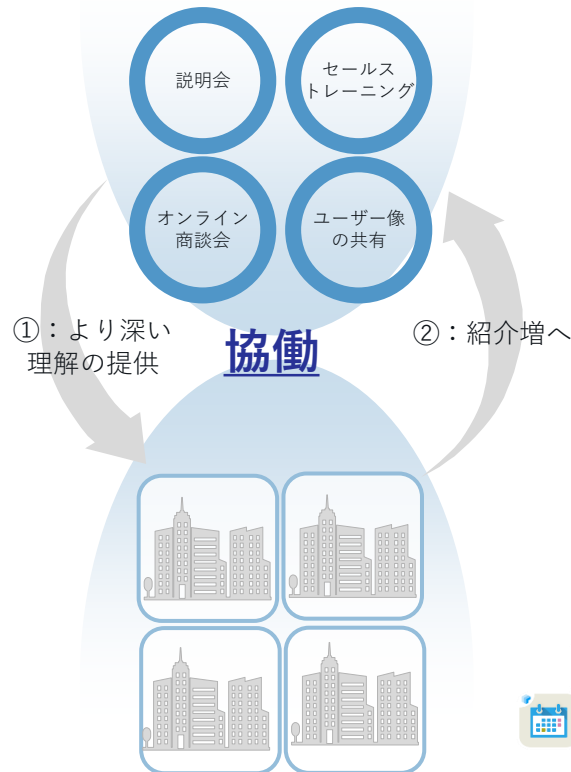 説明会
セールス
トレーニング
オンライン
商談会
ユーザー像
の共有
①：より深い
理解の提供
協働
②：紹介増へ